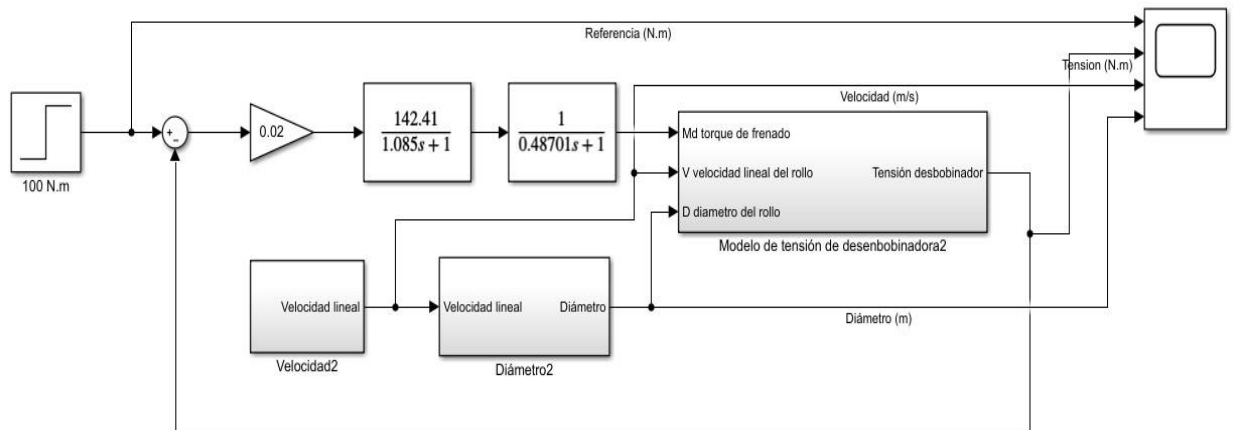 Referencia (N.m)
Tension (N.m)
Velocidad (m/s)
100 N.m
+
-
0.02
142.41
1.085s + 1
1
0.48701s + 1
Md torque de frenado
V velocidad lineal del rollo
D diametro del rollo
Tensión desbobinador
Modelo de tensión de desenbobinadora2
Velocidad lineal
Velocidad2
Velocidad lineal
Diámetro
Diámetro2
Diámetro (m)